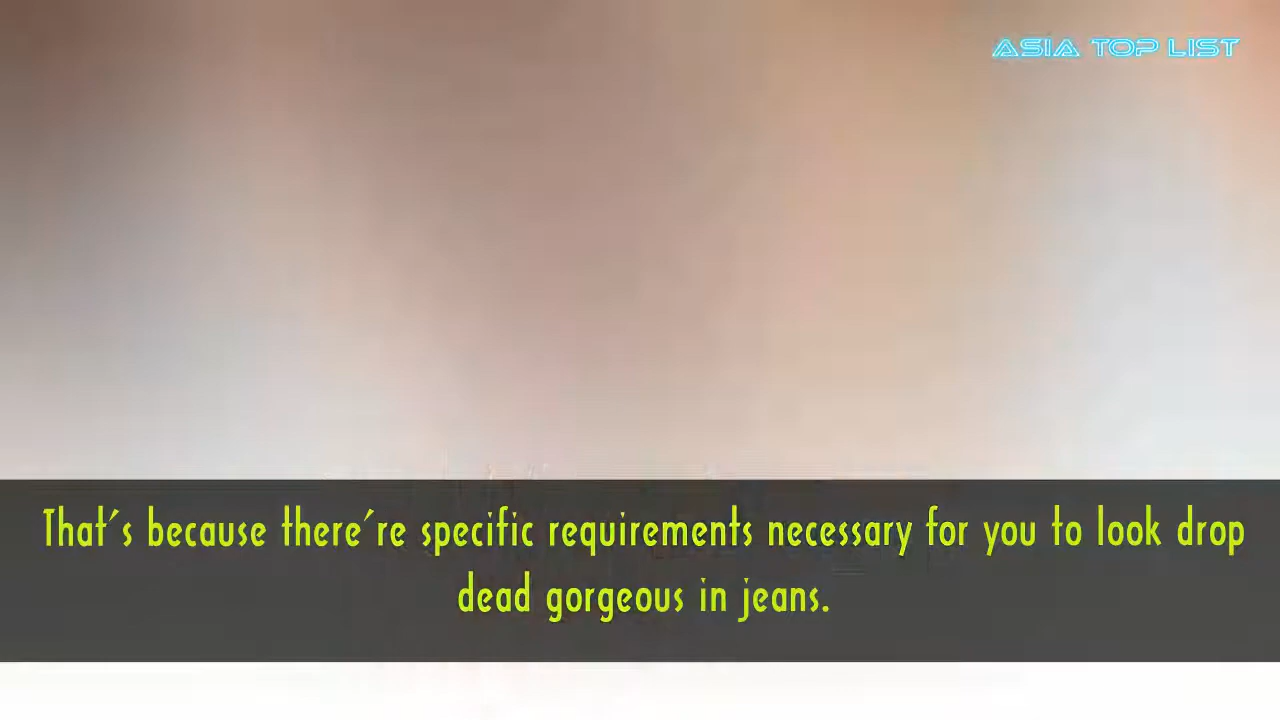 ASIA TOP LIST
That´s because there´re specific requirements necessary for you to look drop
dead gorgeous in jeans.